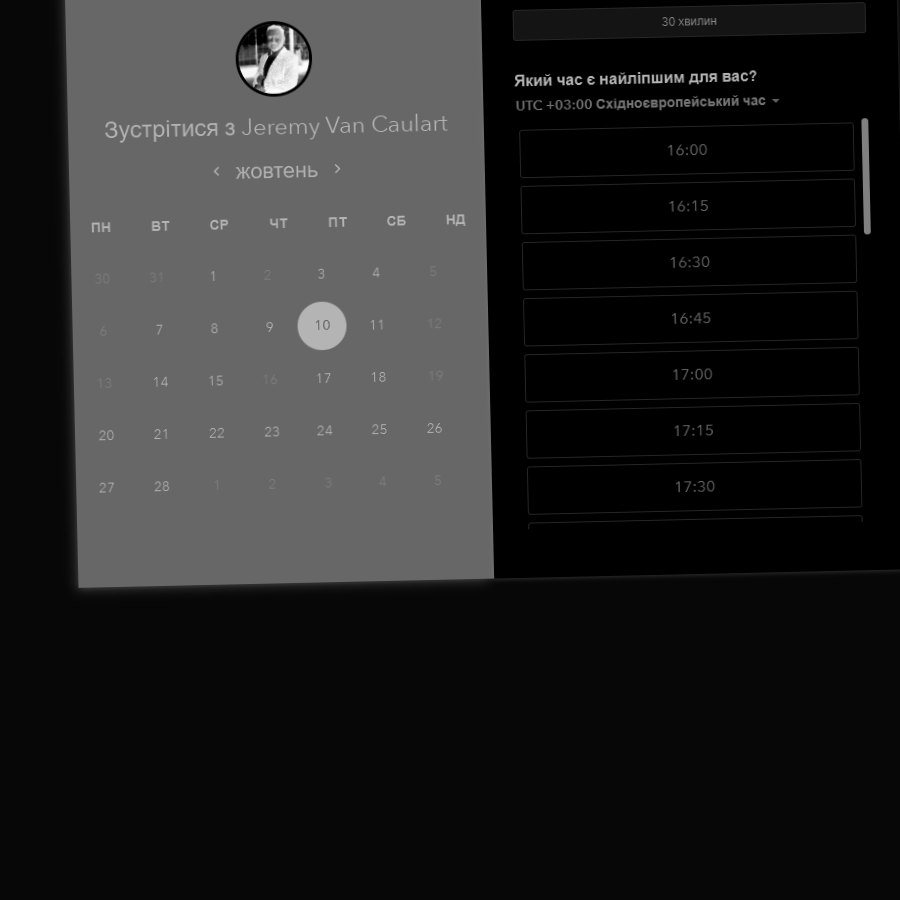 Зустрітися з Jeremy Van Caulart
< жовтень >
ПН ВТ СР ЧТ ПТ СБ НД
30 31 1 2 3 4 5
6 7 8 9 10 11 12
13 14 15 16 17 18 19
20 21 22 23 24 25 26
27 28 1 2 3 4 5
30 хвилин
Який час є найліпшим для вас?
UTC +03:00 Східноєвропейський час
16:00
16:15
16:30
16:45
17:00
17:15
17:30